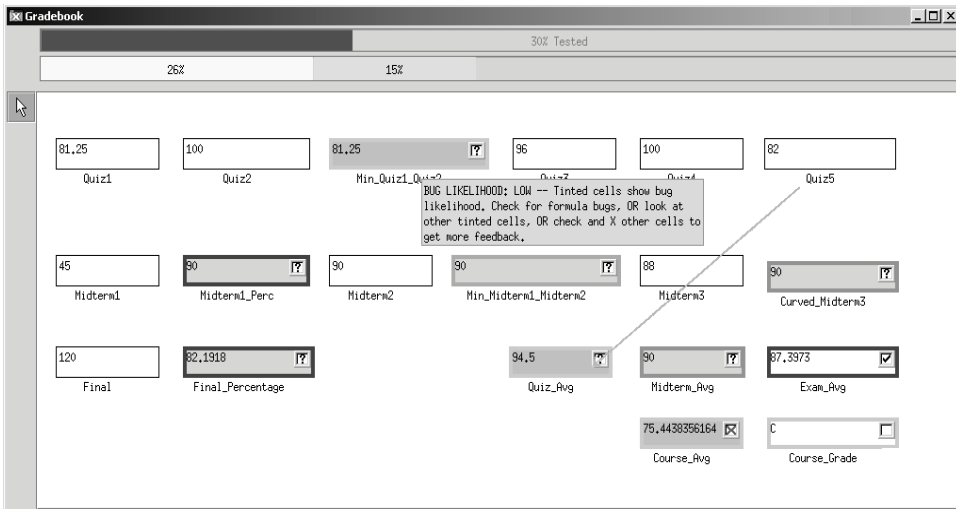 Gradebook
30% Tested
26% 15%
81.25 100 81.25 ? 96 100 82
Quiz1 Quiz2 Min_Quiz1_Quiz2 Quiz3 Quiz4 Quiz5
BUG LIKELIHOOD: LOW -- Tinted cells show bug
likelihood. Check for formula bugs, OR look at
other tinted cells, OR check and X other cells to
get more feedback.
45 90 ? 90 90 ? 88 90 ?
Midterm1 Midterm1_Perc Midterm2 Min_Midterm1_Midterm2 Midterm3 Curved_Midterm3
120 82.1918 ? 94.5 ? 90 ? 87.3973
Final Final_Percentage Quiz_Avg Midterm_Avg Exam_Avg
75.4438356164 C
Course_Avg Course_Grade